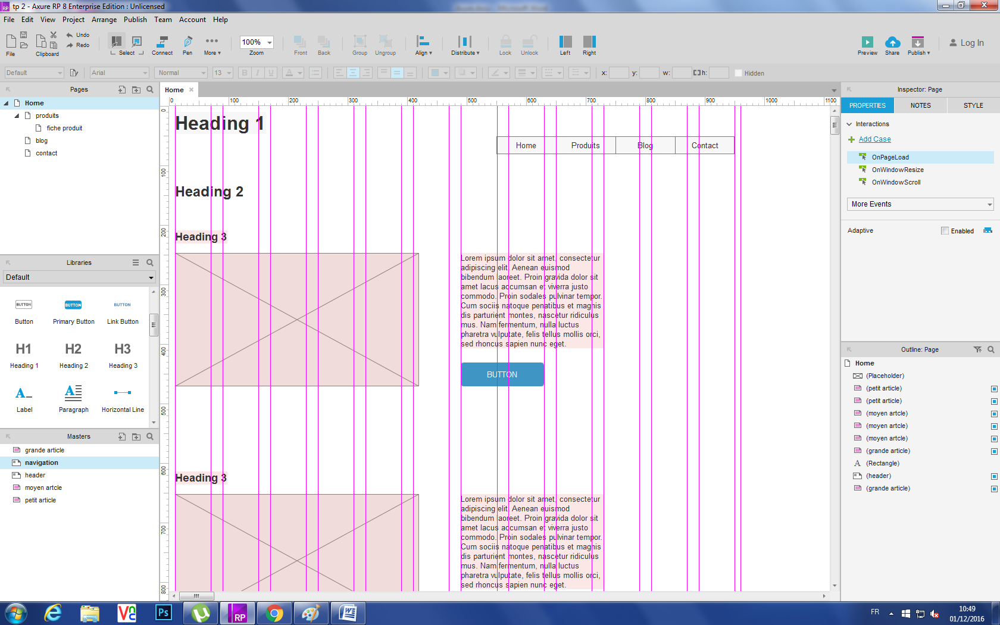 tp 2 - Axure RP 8 Enterprise Edition : Unlicensed
File Edit View Project Arrange Publish Team Account Help
Undo
Redo
100%
File Clipboard Select Connect Pen More Zoom Front Back Group Ungroup Align Distribute Lock Unlock Left Right Preview Share Publish Log In
Default Arial Normal 13 B I U A x: y: w: h: Hidden
Pages
Home
produits
fiche produit
blog
contact
Libraries
Default
BUTTON BUTTON BUTTON
Button Primary Button Link Button
H1 H2 H3
Heading 1 Heading 2 Heading 3
A A
Label Paragraph Horizontal Line
Masters
grande article
navigation
header
moyen artcle
petit article
Home
0 100 200 300 400 500 600 700 800 900 1000 1100
0
100
200
300
400
500
600
700
800
Heading 1
Home Produits Blog Contact
Heading 2
Heading 3
Lorem ipsum dolor sit amet, consectetur
adipiscing elit. Aenean euismod
bibendum laoreet. Proin gravida dolor sit
amet lacus accumsan et viverra justo
commodo. Proin sodales pulvinar tempor.
Cum sociis natoque penatibus et magnis
dis parturient montes, nascetur ridiculus
mus. Nam fermentum, nulla luctus
pharetra vulputate, felis tellus mollis orci,
sed rhoncus sapien nunc eget.
BUTTON
Heading 3
Lorem ipsum dolor sit amet, consectetur
adipiscing elit. Aenean euismod
bibendum laoreet. Proin gravida dolor sit
amet lacus accumsan et viverra justo
commodo. Proin sodales pulvinar tempor.
Cum sociis natoque penatibus et magnis
dis parturient montes, nascetur ridiculus
mus. Nam fermentum, nulla luctus
pharetra vulputate, felis tellus mollis orci,
sed rhoncus sapien nunc eget.
Inspector: Page
PROPERTIES NOTES STYLE
Interactions
Add Case
OnPageLoad
OnWindowResize
OnWindowScroll
More Events
Adaptive Enabled
Outline: Page
Home
(Placeholder)
(petit article)
(petit article)
(moyen artcle)
(moyen artcle)
(moyen artcle)
(grande article)
A (Rectangle)
(header)
(grande article)
Ps RP FR
10:49
01/12/2016